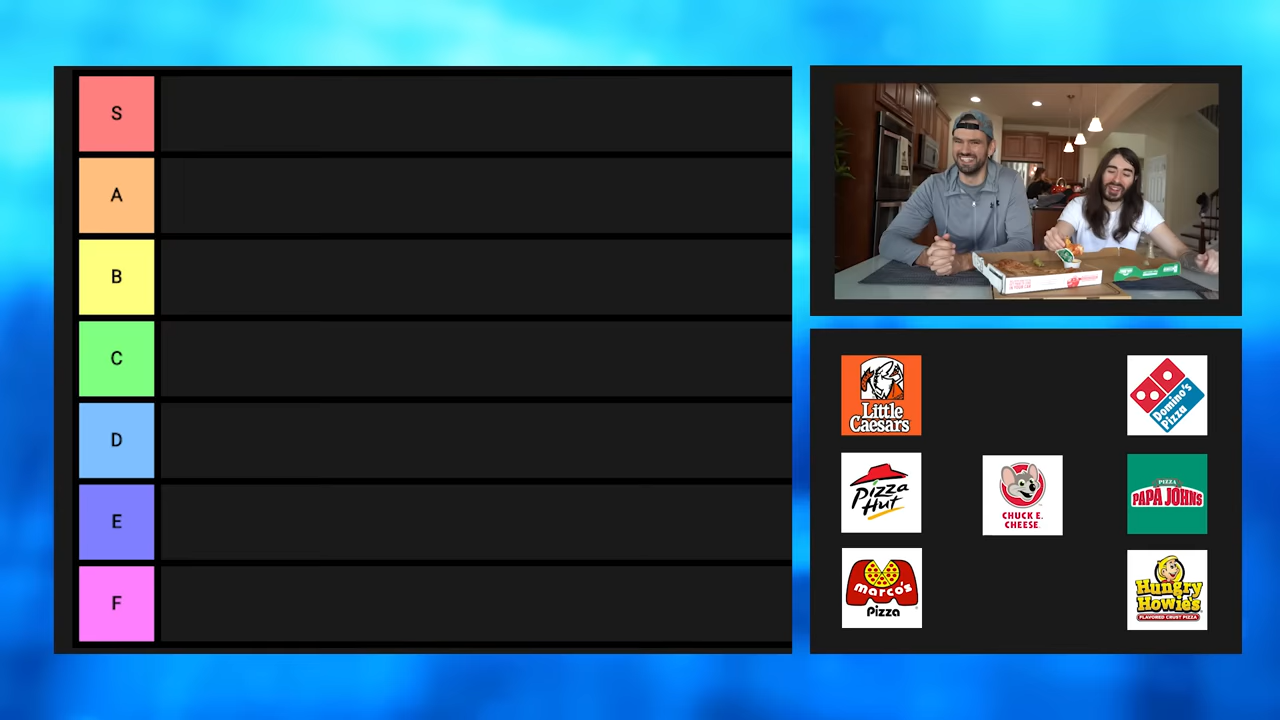 S
A
B
C
D
E
F
Little
Caesars
Domino's
Pizza
Pizza
Hut
CHUCK E.
CHEESE
PIZZA
PAPA JOHNS
marco's
Pizza
Hungry
Howie's
FLAVORED CRUST PIZZA